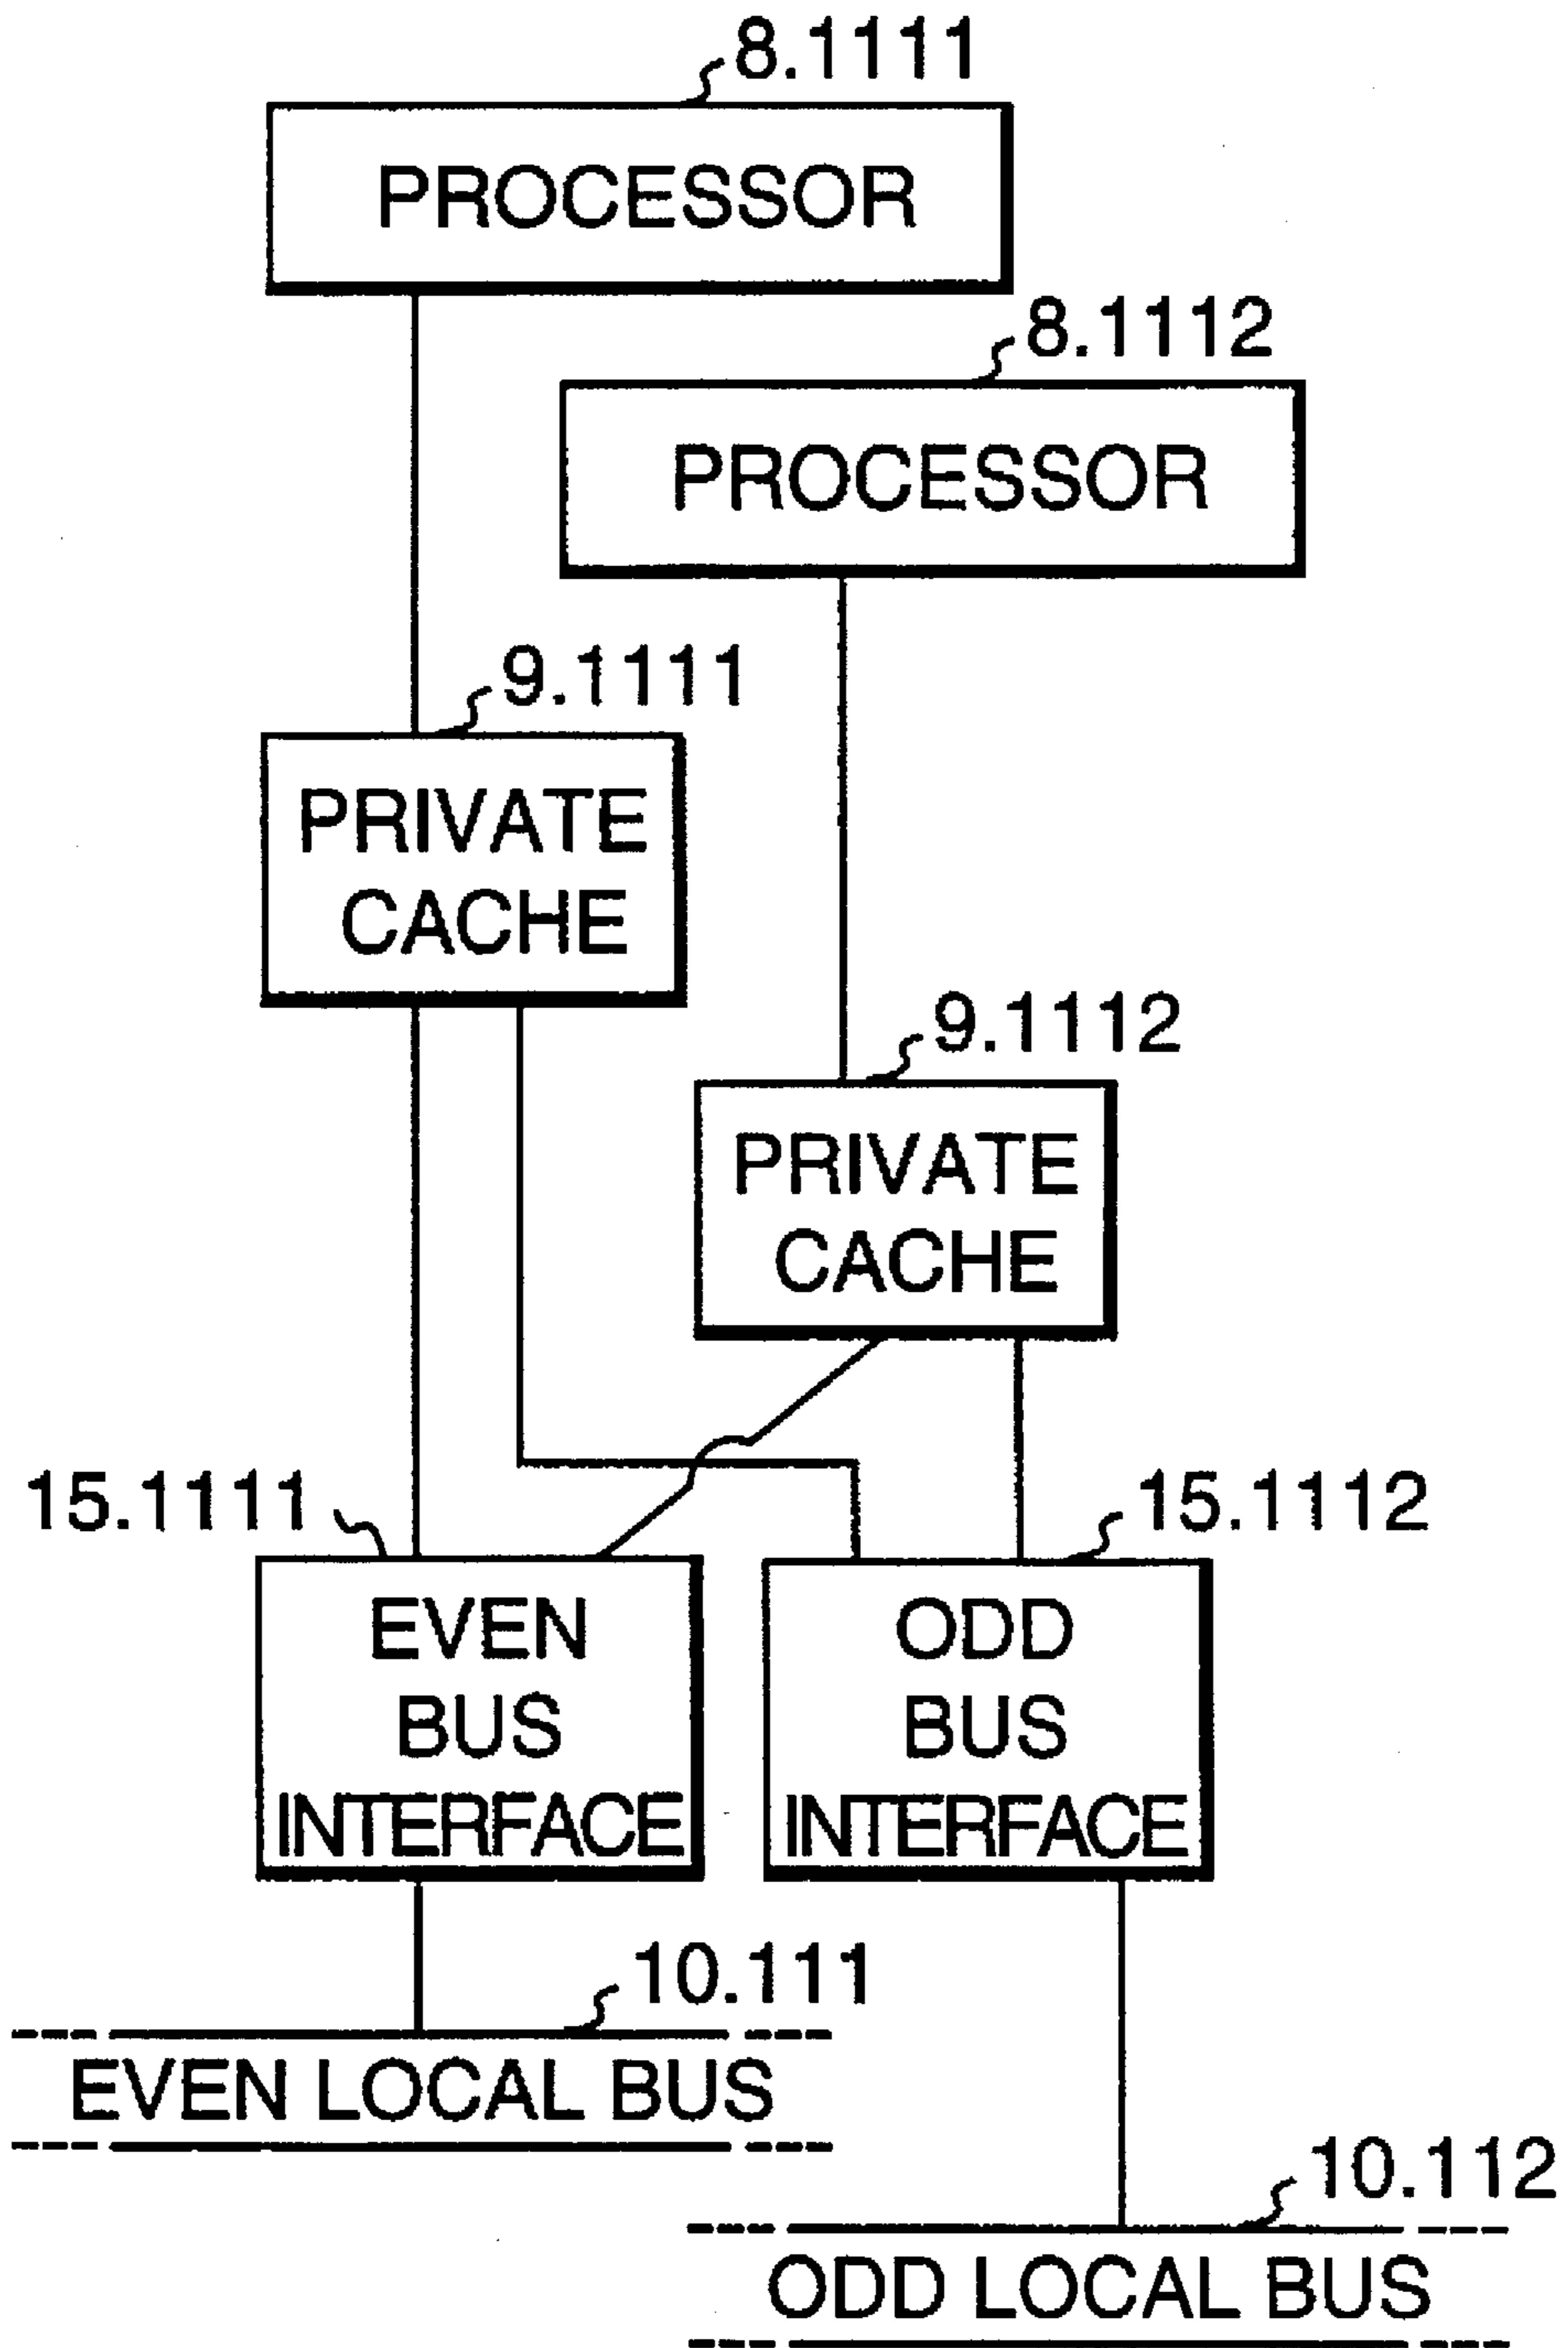 8.1111
PROCESSOR
8.1112
PROCESSOR
9.1111
PRIVATE
CACHE
9.1112
PRIVATE
CACHE
15.1111
15.1112
EVEN
BUS
INTERFACE
ODD
BUS
INTERFACE
10.111
EVEN LOCAL BUS
10.112
ODD LOCAL BUS